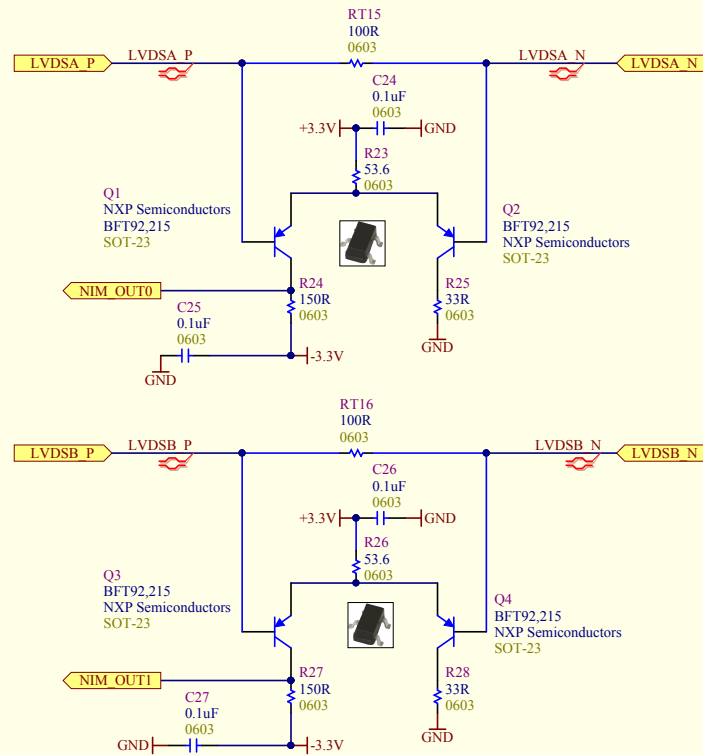 RT15
100R
0603
LVDSA_P
LVDSA_P
LVDSA_N
LVDSA_N
C24
0.1uF
0603
+3.3V
GND
R23
53.6
0603
Q1
NXP Semiconductors
BFT92,215
SOT-23
Q2
BFT92,215
NXP Semiconductors
SOT-23
NIM_OUT0
R24
150R
0603
R25
33R
0603
C25
0.1uF
0603
GND
-3.3V
GND
RT16
100R
0603
LVDSB_P
LVDSB_P
LVDSB_N
LVDSB_N
C26
0.1uF
0603
+3.3V
GND
R26
53.6
0603
Q3
BFT92,215
NXP Semiconductors
SOT-23
Q4
BFT92,215
NXP Semiconductors
SOT-23
NIM_OUT1
R27
150R
0603
R28
33R
0603
C27
0.1uF
0603
GND
-3.3V
GND